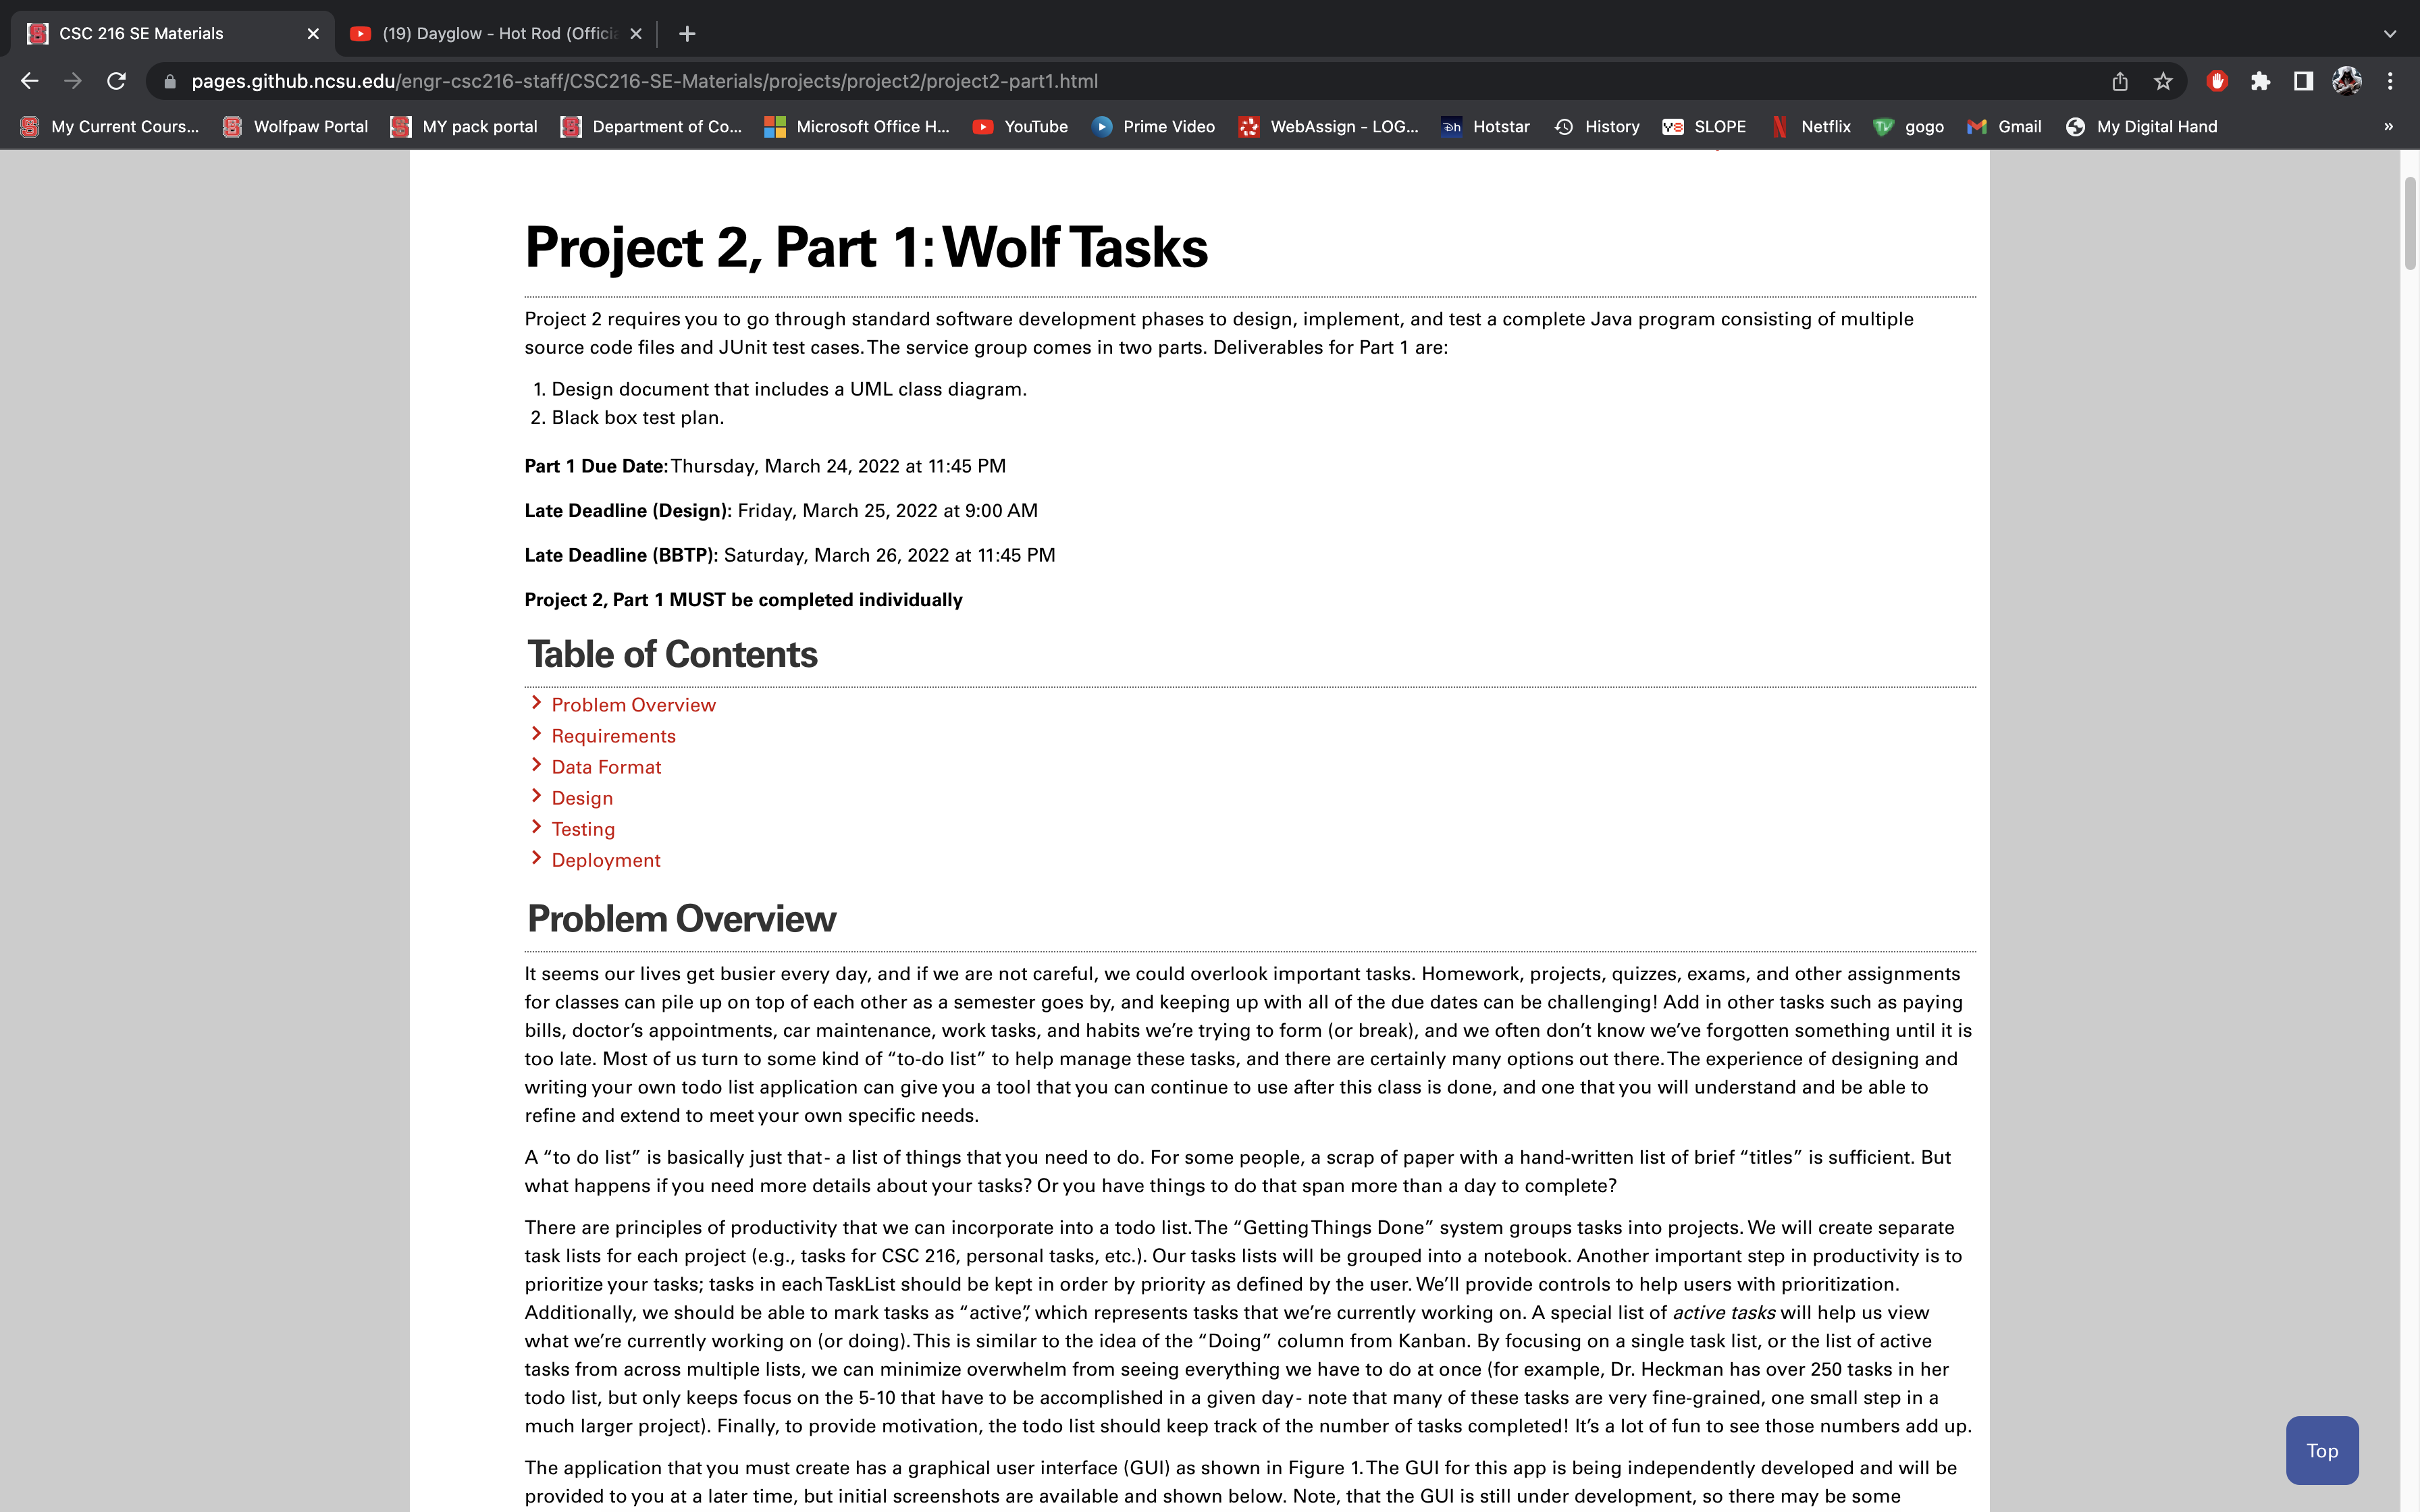 CSC 216 SE Materials
(19) Dayglow - Hot Rod (Officia
pages.github.ncsu.edu/engr-csc216-staff/CSC216-SE-Materials/projects/project2/project2-part1.html
My Current Cours... Wolfpaw Portal MY pack portal Department of Co... Microsoft Office H... YouTube Prime Video WebAssign - LOG... Hotstar History SLOPE Netflix gogo Gmail My Digital Hand »
Project 2, Part 1: Wolf Tasks
Project 2 requires you to go through standard software development phases to design, implement, and test a complete Java program consisting of multiple
source code files and JUnit test cases. The service group comes in two parts. Deliverables for Part 1 are:
1. Design document that includes a UML class diagram.
2. Black box test plan.
Part 1 Due Date: Thursday, March 24, 2022 at 11:45 PM
Late Deadline (Design): Friday, March 25, 2022 at 9:00 AM
Late Deadline (BBTP): Saturday, March 26, 2022 at 11:45 PM
Project 2, Part 1 MUST be completed individually
Table of Contents
Problem Overview
Requirements
Data Format
Design
Testing
Deployment
Problem Overview
It seems our lives get busier every day, and if we are not careful, we could overlook important tasks. Homework, projects, quizzes, exams, and other assignments
for classes can pile up on top of each other as a semester goes by, and keeping up with all of the due dates can be challenging! Add in other tasks such as paying
bills, doctor’s appointments, car maintenance, work tasks, and habits we’re trying to form (or break), and we often don’t know we’ve forgotten something until it is
too late. Most of us turn to some kind of “to-do list” to help manage these tasks, and there are certainly many options out there. The experience of designing and
writing your own todo list application can give you a tool that you can continue to use after this class is done, and one that you will understand and be able to
refine and extend to meet your own specific needs.
A “to do list” is basically just that - a list of things that you need to do. For some people, a scrap of paper with a hand-written list of brief “titles” is sufficient. But
what happens if you need more details about your tasks? Or you have things to do that span more than a day to complete?
There are principles of productivity that we can incorporate into a todo list. The “Getting Things Done” system groups tasks into projects. We will create separate
task lists for each project (e.g., tasks for CSC 216, personal tasks, etc.). Our tasks lists will be grouped into a notebook. Another important step in productivity is to
prioritize your tasks; tasks in each TaskList should be kept in order by priority as defined by the user. We’ll provide controls to help users with prioritization.
Additionally, we should be able to mark tasks as “active”, which represents tasks that we’re currently working on. A special list of active tasks will help us view
what we’re currently working on (or doing). This is similar to the idea of the “Doing” column from Kanban. By focusing on a single task list, or the list of active
tasks from across multiple lists, we can minimize overwhelm from seeing everything we have to do at once (for example, Dr. Heckman has over 250 tasks in her
todo list, but only keeps focus on the 5-10 that have to be accomplished in a given day - note that many of these tasks are very fine-grained, one small step in a
much larger project). Finally, to provide motivation, the todo list should keep track of the number of tasks completed! It’s a lot of fun to see those numbers add up.
The application that you must create has a graphical user interface (GUI) as shown in Figure 1. The GUI for this app is being independently developed and will be
provided to you at a later time, but initial screenshots are available and shown below. Note, that the GUI is still under development, so there may be some
Top